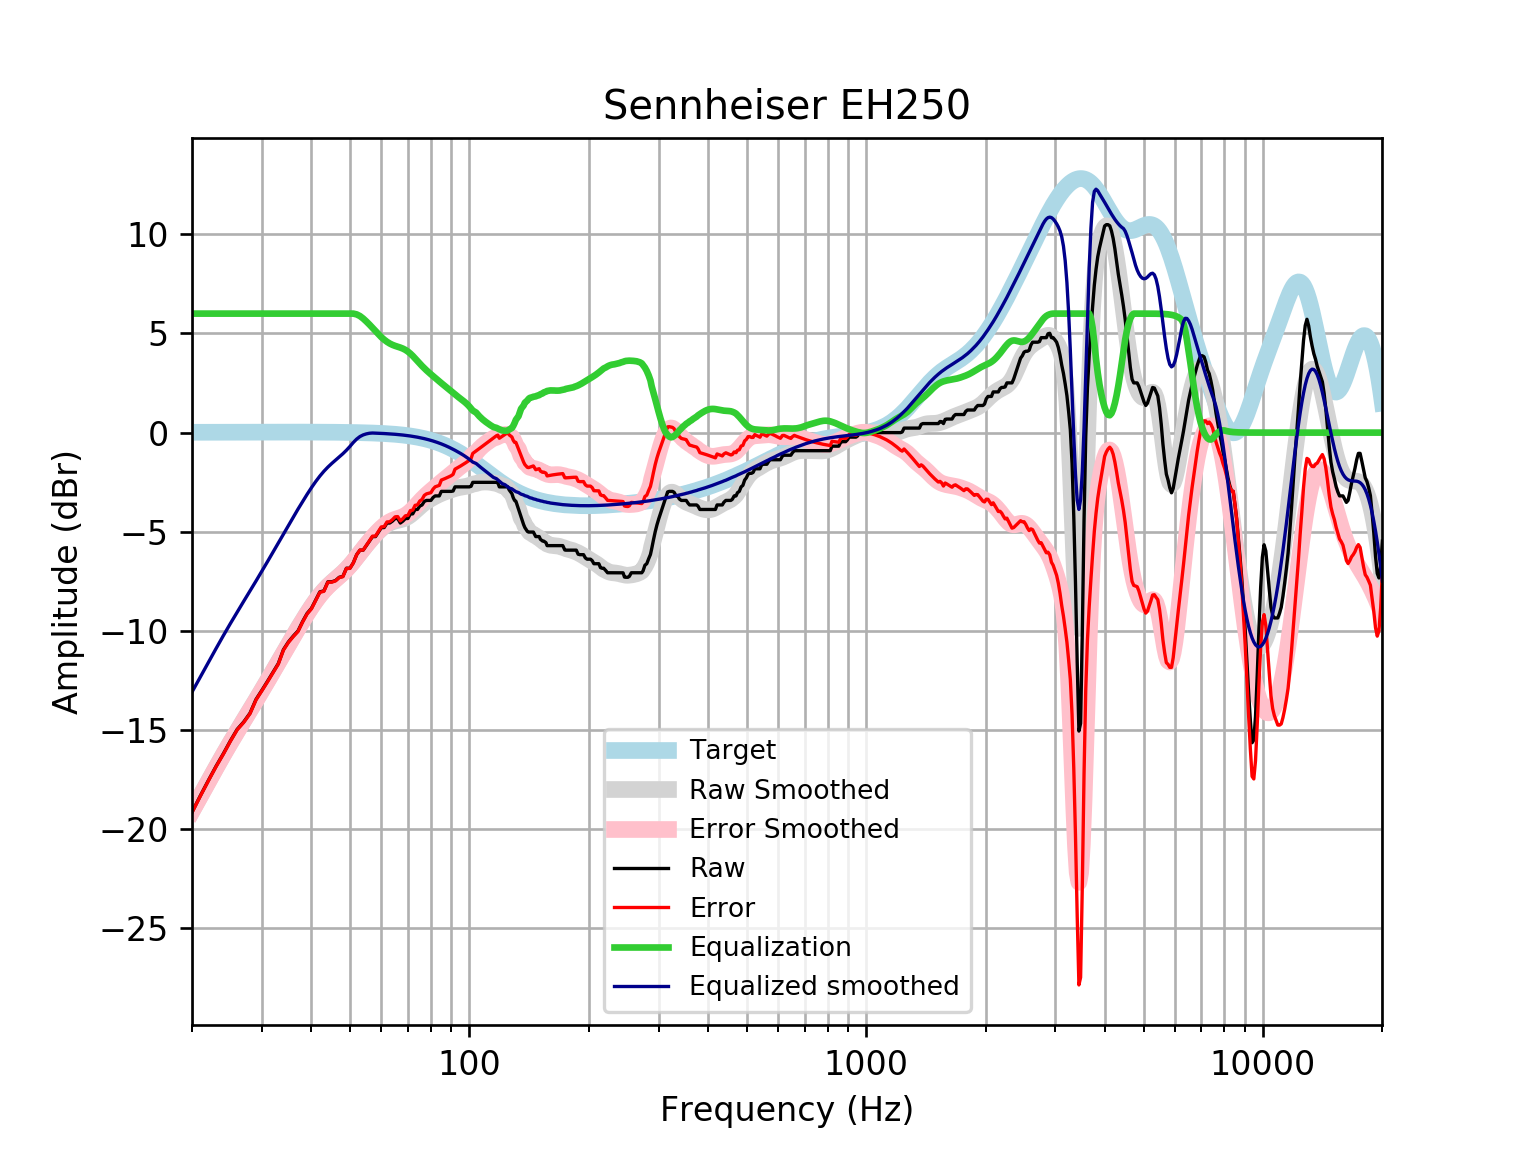 Sennheiser EH250
Amplitude (dBr)
10
5
0
−5
−10
−15
−20
−25
Target
Raw Smoothed
Error Smoothed
Raw
Error
Equalization
Equalized smoothed
100
1000
10000
Frequency (Hz)